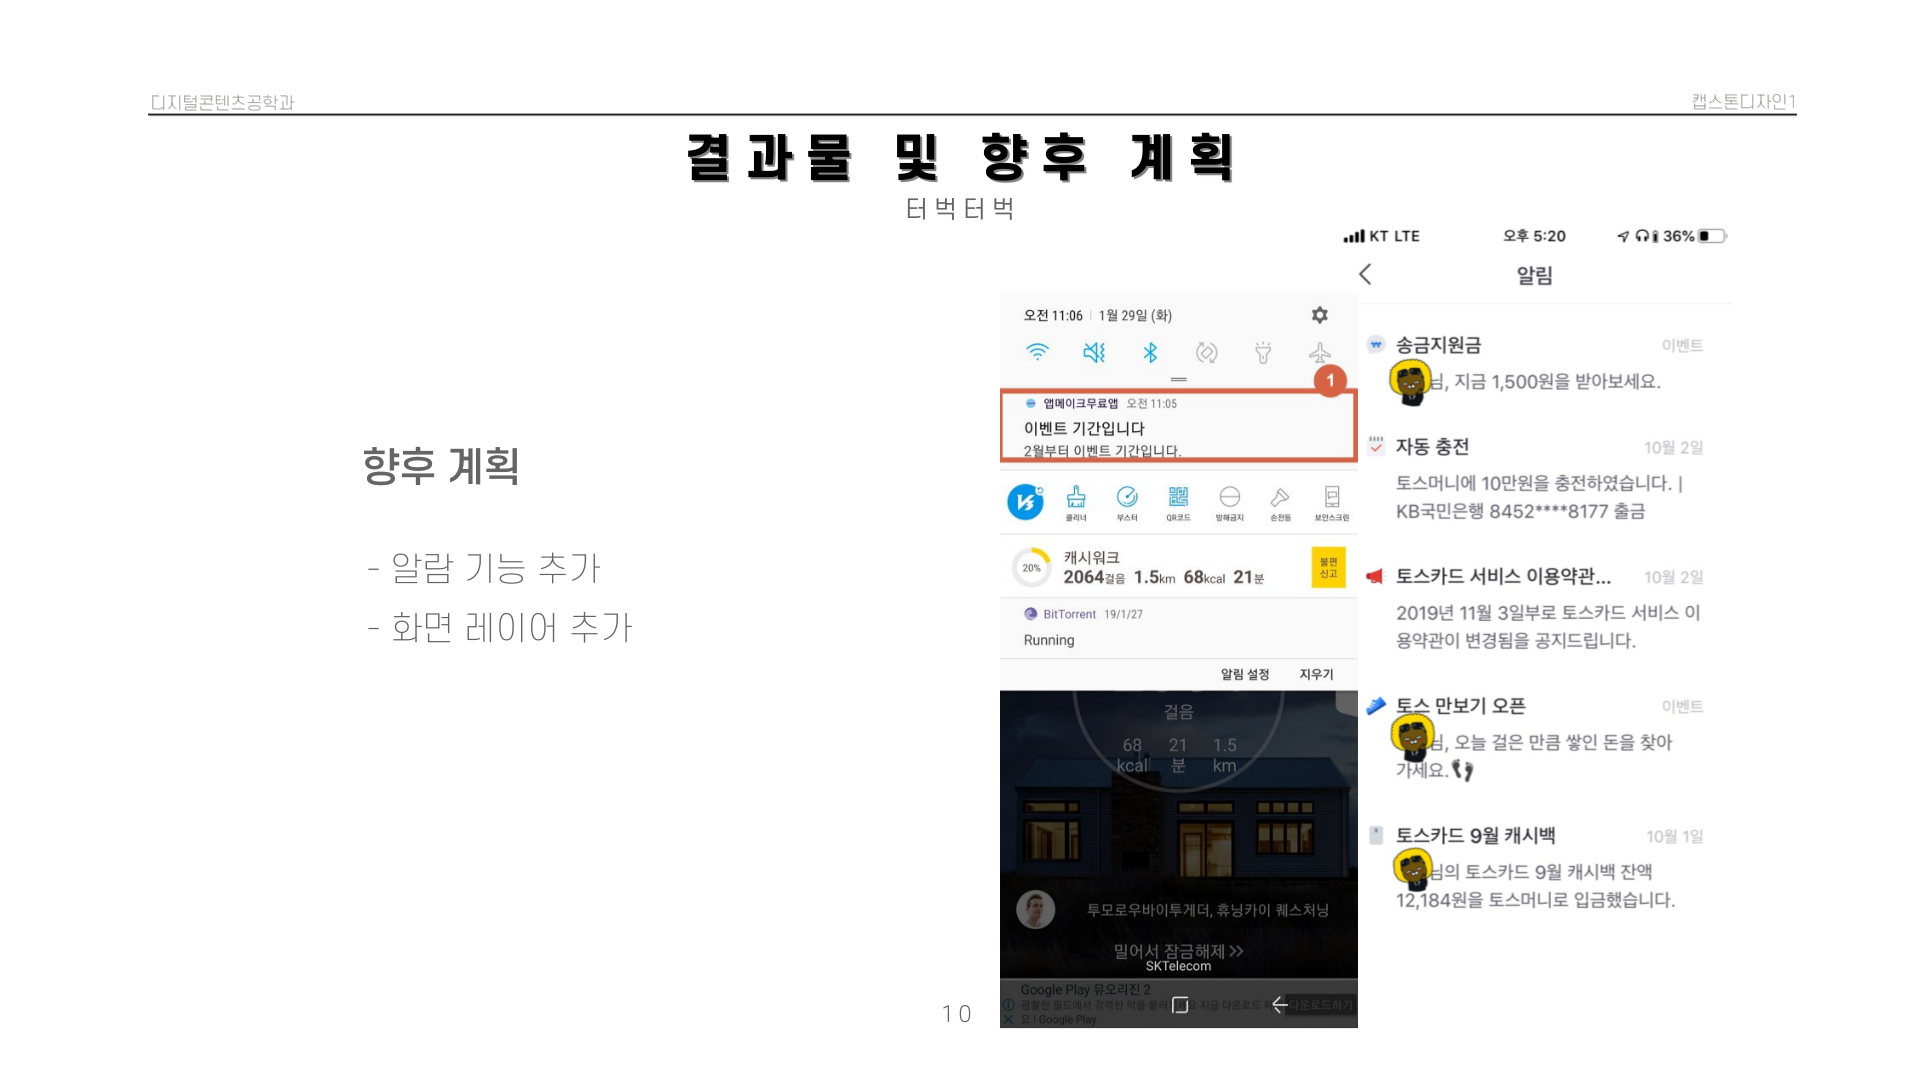 디지털콘텐츠공학과
캡스톤디자인1
결과물 및 향후 계획
터벅터벅
향후 계획
- 알람 기능 추가
- 화면 레이어 추가
오전 11:06 | 1월 29일 (화)
1
앱메이크무료앱 오전 11:05
이벤트 기간입니다
2월부터 이벤트 기간입니다.
클리너 부스터 QR코드 방해금지 손전등 보안스크린
20%
캐시워크
2064걸음 1.5km 68kcal 21분
불편
신고
BitTorrent 19/1/27
Running
알림 설정 지우기
걸음
68 21 1.5
kcal 분 km
투모로우바이투게더, 휴닝카이 퀘스처닝
밀어서 잠금해제 >>
SKTelecom
Google Play 뮤오리진 2
지금 다운로드
다운로드하기
요! Google Play
KT LTE 오후 5:20 36%
알림
송금지원금 이벤트
님, 지금 1,500원을 받아보세요.
자동 충전 10월 2일
토스머니에 10만원을 충전하였습니다. |
KB국민은행 8452****8177 출금
토스카드 서비스 이용약관... 10월 2일
2019년 11월 3일부로 토스카드 서비스 이
용약관이 변경됨을 공지드립니다.
토스 만보기 오픈 이벤트
님, 오늘 걸은 만큼 쌓인 돈을 찾아
가세요.👣
토스카드 9월 캐시백 10월 1일
님의 토스카드 9월 캐시백 잔액
12,184원을 토스머니로 입금했습니다.
10